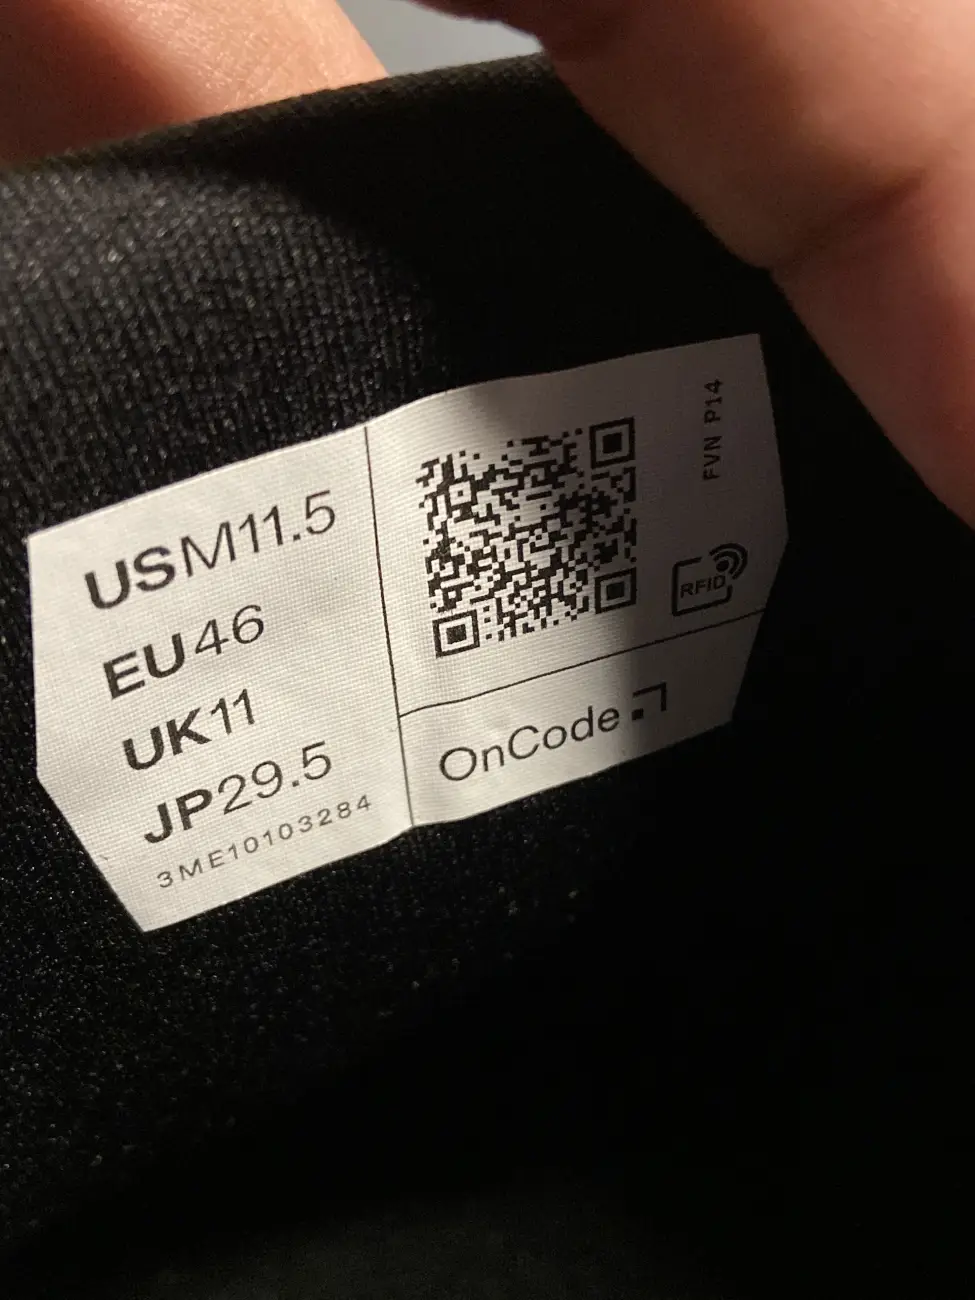 USM11.5
EU46
UK11
JP29.5
3ME10103284
FVN P14
RFID
OnCode